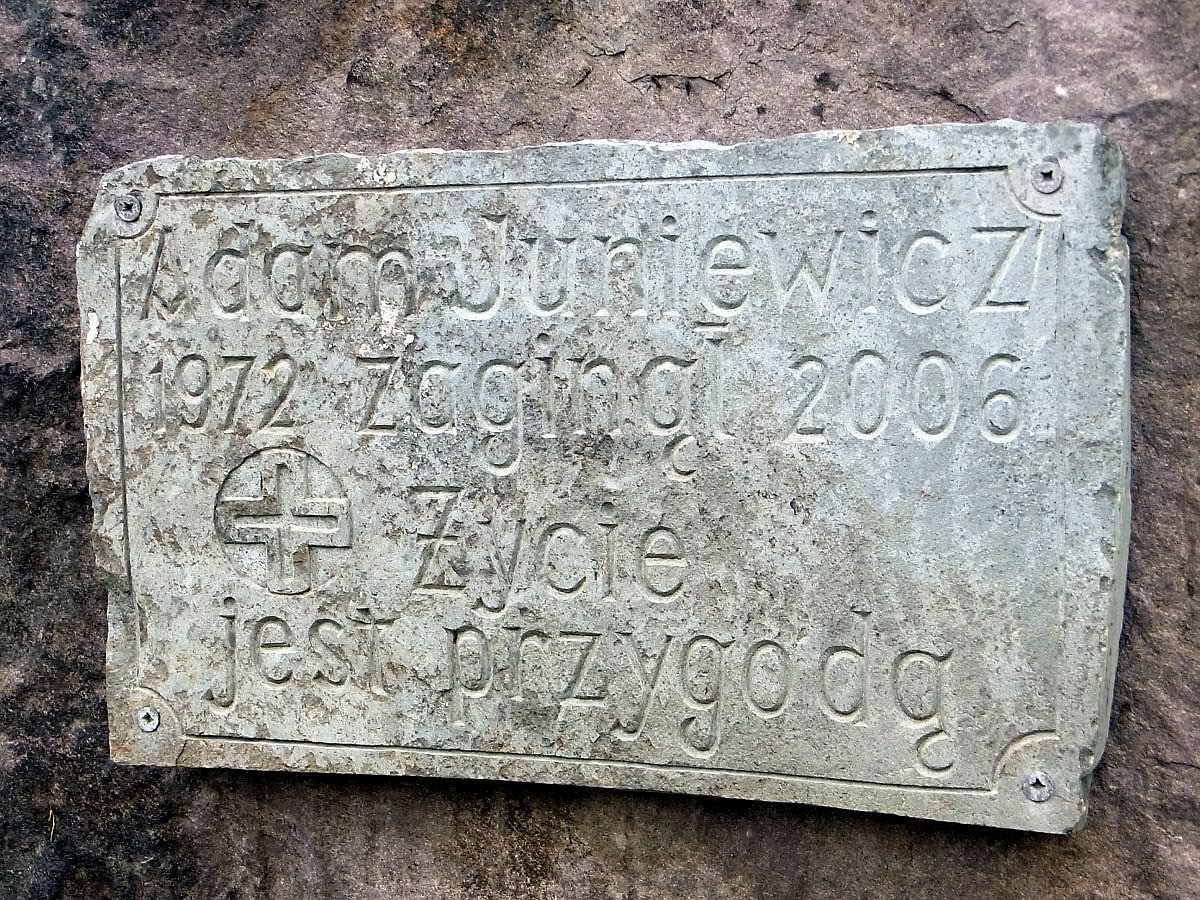 Adam Juniewicz
1972 zaginął 2006
Życie
jest przygodą